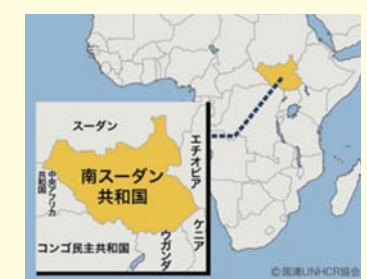 スーダン
エチオピア
中央アフリカ
共和国
南スーダン
共和国
ケニア
ウガンダ
コンゴ民主共和国
©国連UNHCR協会